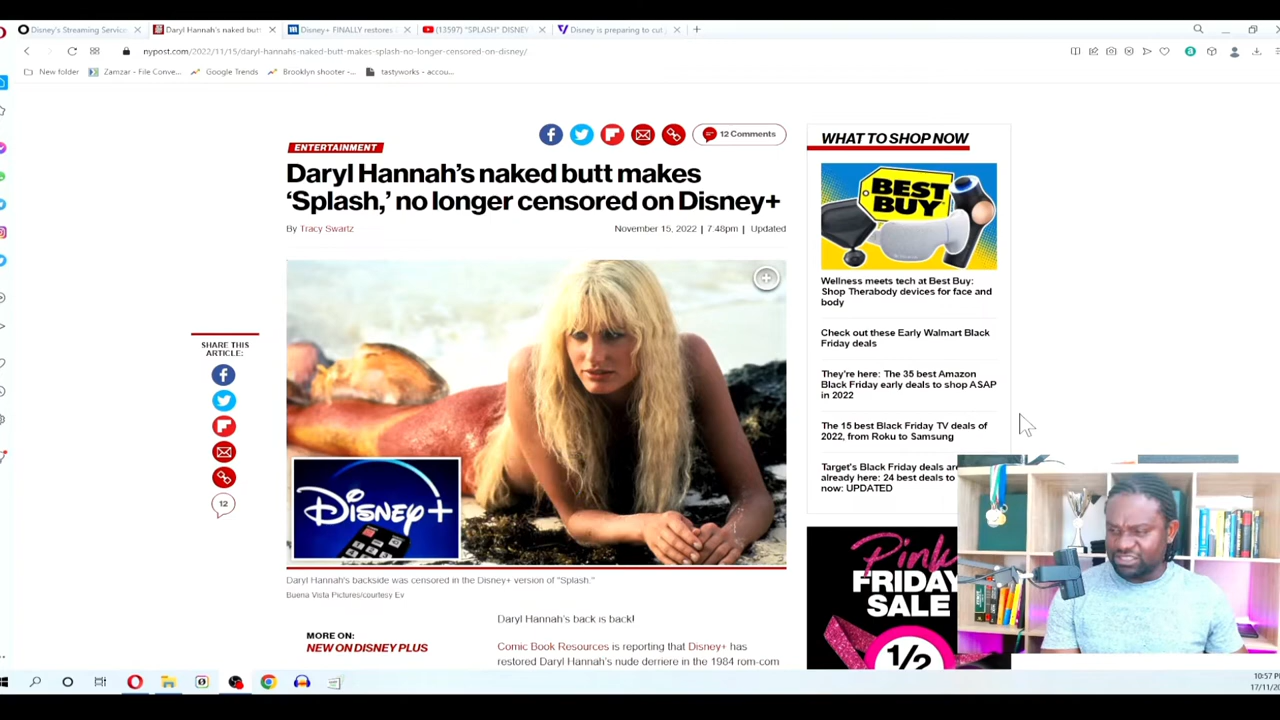 Disney's Streaming Service
Daryl Hannah's naked butt
Disney+ FINALLY restores
(13597) "SPLASH" DISNEY
Disney is preparing to cut
nypost.com/2022/11/15/daryl-hannahs-naked-butt-makes-splash-no-longer-censored-on-disney/
New folder
Zamzar - File Conve...
Google Trends
Brooklyn shooter -...
tastyworks - accou...
ENTERTAINMENT
12 Comments
Daryl Hannah's naked butt makes
'Splash,' no longer censored on Disney+
By Tracy Swartz
November 15, 2022 | 7:48pm | Updated
SHARE THIS
ARTICLE:
12
Disney+
Daryl Hannah's backside was censored in the Disney+ version of "Splash."
Buena Vista Pictures/courtesy Ev
MORE ON:
NEW ON DISNEY PLUS
Daryl Hannah's back is back!
Comic Book Resources is reporting that Disney+ has
restored Daryl Hannah's nude derriere in the 1984 rom-com
WHAT TO SHOP NOW
BEST
BUY
Wellness meets tech at Best Buy:
Shop Therabody devices for face and
body
Check out these Early Walmart Black
Friday deals
They're here: The 35 best Amazon
Black Friday early deals to shop ASAP
in 2022
The 15 best Black Friday TV deals of
2022, from Roku to Samsung
Target's Black Friday deals are
already here: 24 best deals to
now: UPDATED
Pink
FRIDAY
SALE
1/2
10:57 P
17/11/20